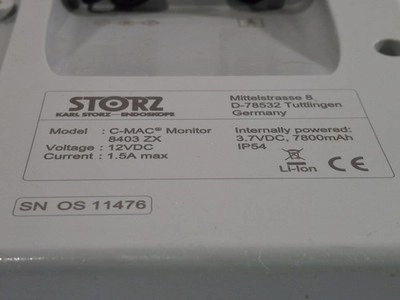 STORZ
KARL STORZ—ENDOSKOPE
Mittelstrasse 8
D-78532 Tuttlingen
Germany
Model : C-MAC® Monitor
8403 ZX
Voltage : 12VDC
Current : 1.5A max
Internally powered:
3.7VDC, 7800mAh
IP54
Li-Ion
CE
SN OS 11476